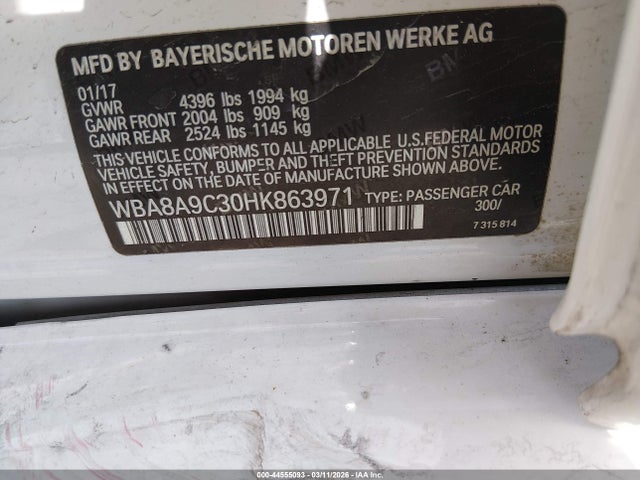 MFD BY BAYERISCHE MOTOREN WERKE AG
01/17
GVWR 4396 lbs 1994 kg
GAWR FRONT 2004 lbs 909 kg
GAWR REAR 2524 lbs 1145 kg
THIS VEHICLE CONFORMS TO ALL APPLICABLE U.S.FEDERAL MOTOR
VEHICLE SAFETY, BUMPER AND THEFT PREVENTION STANDARDS
IN EFFECT ON THE DATE OF MANUFACTURE SHOWN ABOVE.
WBA8A9C30HK863971 TYPE: PASSENGER CAR
300/
7 315 814
000-44555093 - 03/11/2026 - COPYRIGHT IAA, LLC